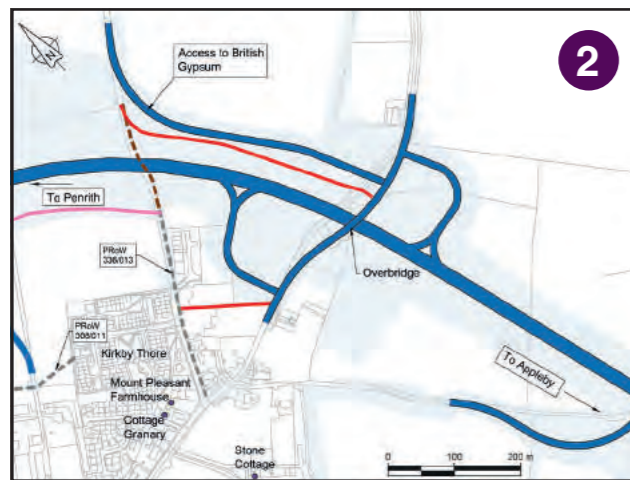 N
Access to British
Gypsum
2
To Penrith
PRoW
336/013
Overbridge
PRoW
308/011
Kirkby Thore
To Appleby
Mount Pleasant
Farmhouse
Cottage
Granary
Stone
Cottage
0 100 200 m